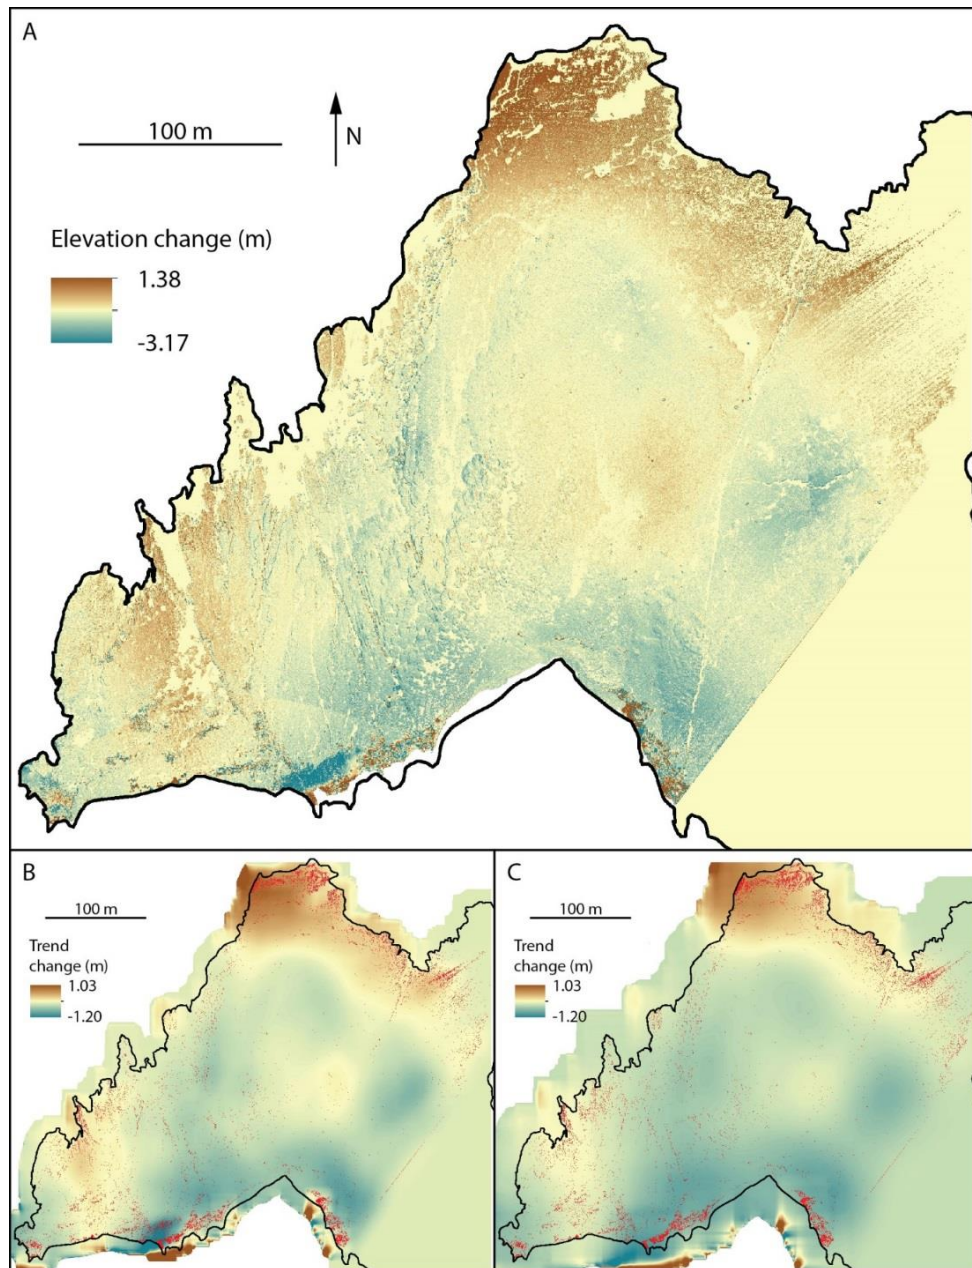 A
100 m
N
Elevation change (m)
1.38
-3.17
B
100 m
Trend
change (m)
1.03
-1.20
C
100 m
Trend
change (m)
1.03
-1.20